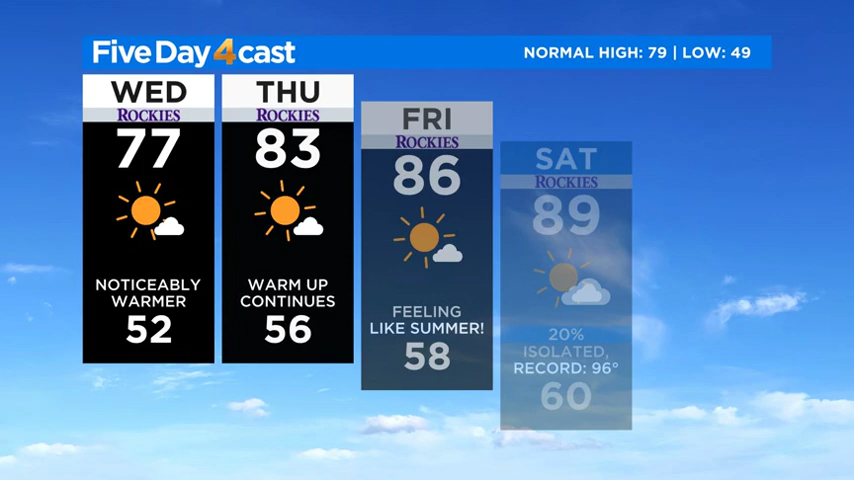 Five Day 4cast
NORMAL HIGH: 79 | LOW: 49
WED
ROCKIES
77
NOTICEABLY
WARMER
52
THU
ROCKIES
83
WARM UP
CONTINUES
56
FRI
ROCKIES
86
FEELING
LIKE SUMMER!
58
SAT
ROCKIES
89
20%
ISOLATED,
RECORD: 96°
60